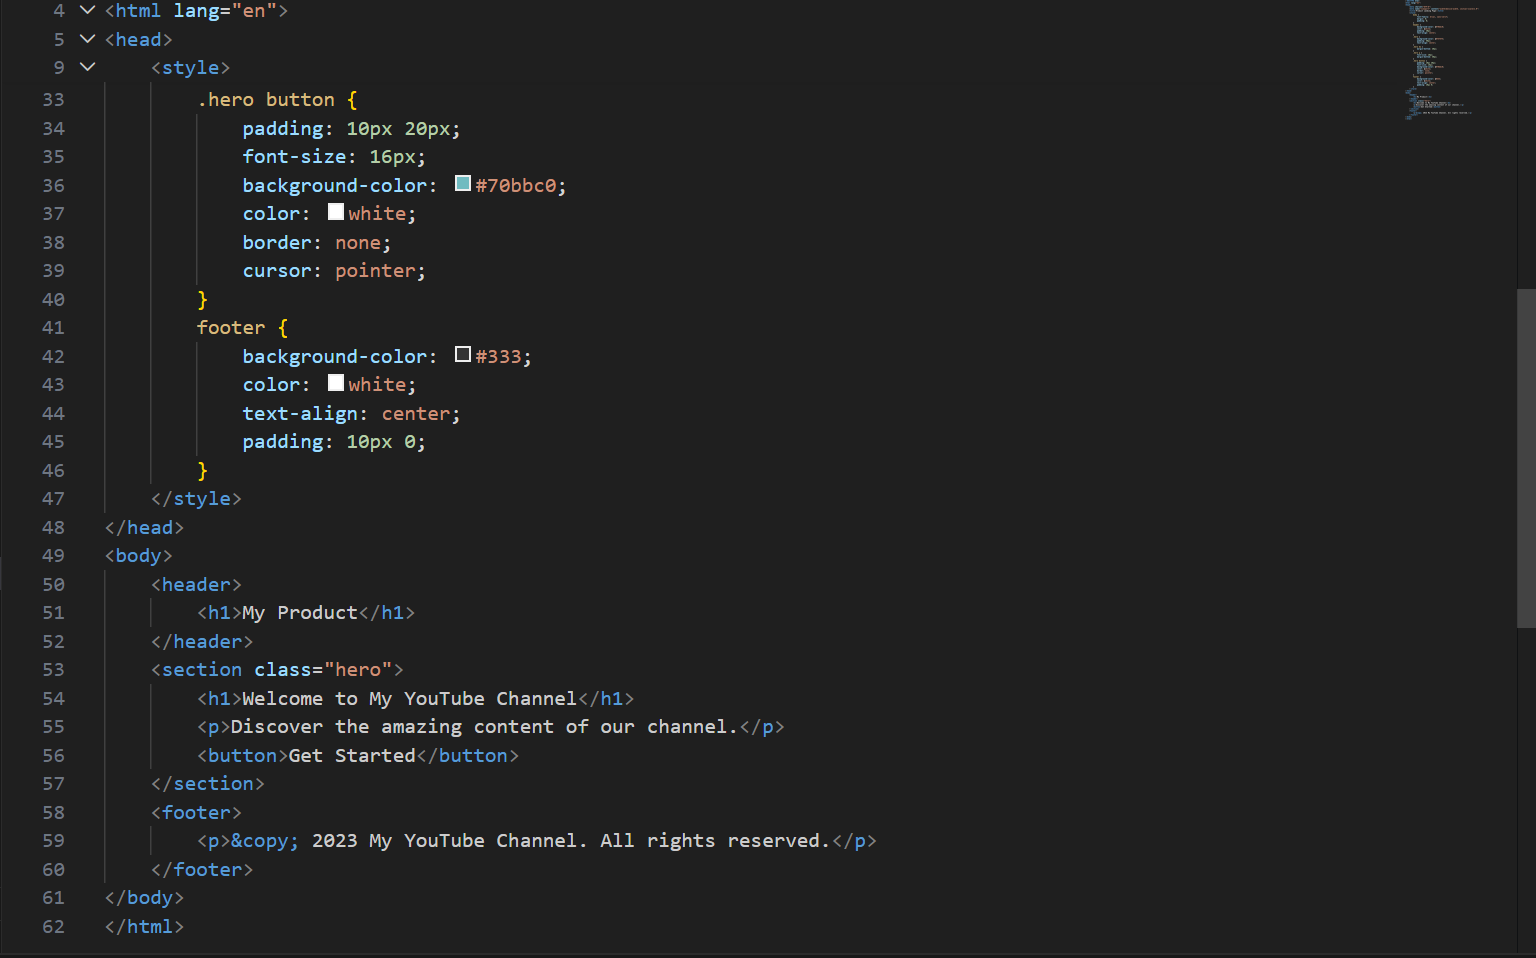 4 <html lang="en">
5 <head>
9 <style>
33 .hero button {
34 padding: 10px 20px;
35 font-size: 16px;
36 background-color: #70bbc0;
37 color: white;
38 border: none;
39 cursor: pointer;
40 }
41 footer {
42 background-color: #333;
43 color: white;
44 text-align: center;
45 padding: 10px 0;
46 }
47 </style>
48 </head>
49 <body>
50 <header>
51 <h1>My Product</h1>
52 </header>
53 <section class="hero">
54 <h1>Welcome to My YouTube Channel</h1>
55 <p>Discover the amazing content of our channel.</p>
56 <button>Get Started</button>
57 </section>
58 <footer>
59 <p>&copy; 2023 My YouTube Channel. All rights reserved.</p>
60 </footer>
61 </body>
62 </html>